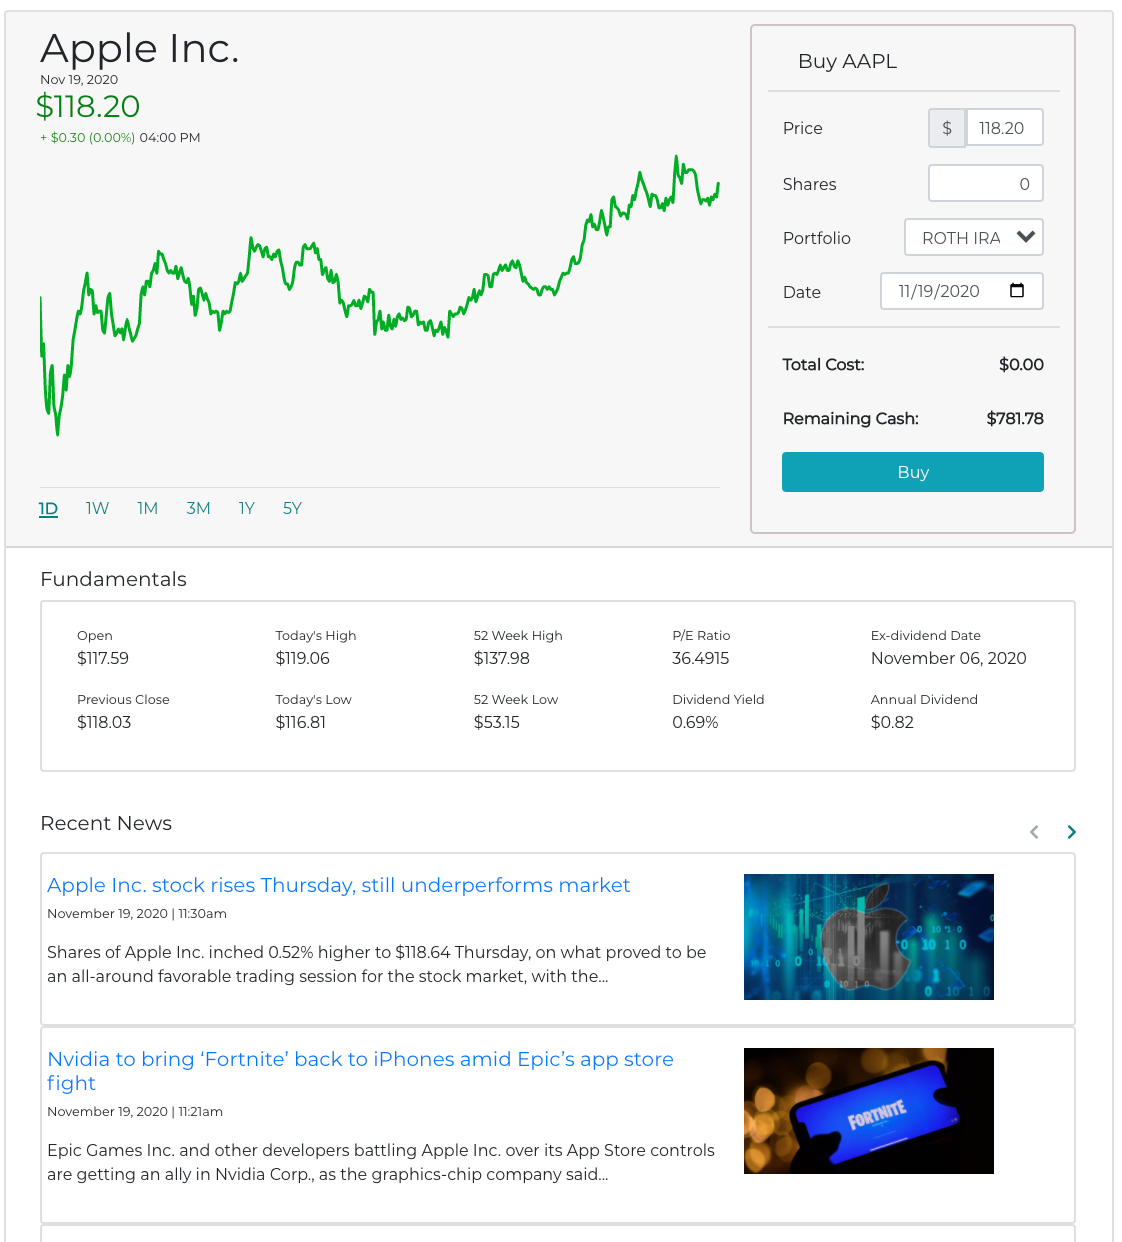 Apple Inc.
Nov 19, 2020
$118.20
+ $0.30 (0.00%) 04:00 PM
1D 1W 1M 3M 1Y 5Y
Buy AAPL
Price $ 118.20
Shares 0
Portfolio ROTH IRA
Date 11/19/2020
Total Cost: $0.00
Remaining Cash: $781.78
Buy
Fundamentals
Open Today's High 52 Week High P/E Ratio Ex-dividend Date
$117.59 $119.06 $137.98 36.4915 November 06, 2020
Previous Close Today's Low 52 Week Low Dividend Yield Annual Dividend
$118.03 $116.81 $53.15 0.69% $0.82
Recent News
Apple Inc. stock rises Thursday, still underperforms market
November 19, 2020 | 11:30am
Shares of Apple Inc. inched 0.52% higher to $118.64 Thursday, on what proved to be
an all-around favorable trading session for the stock market, with the...
Nvidia to bring ‘Fortnite’ back to iPhones amid Epic’s app store
fight
November 19, 2020 | 11:21am
Epic Games Inc. and other developers battling Apple Inc. over its App Store controls
are getting an ally in Nvidia Corp., as the graphics-chip company said...
FORTNITE